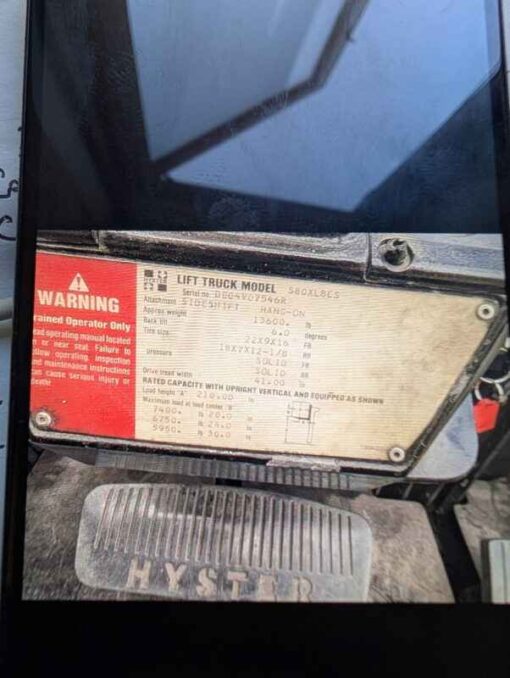 WARNING
rained Operator Only
ead operating manual located
n or near seat. Failure to
ollow operating, inspection
nd maintenance instructions
can cause serious injury or
death!
HYSTER
LIFT TRUCK MODEL S80XLBCS
Serial no. D004V07546R
Attachment SIDESHIFT HANG-ON
Approx weight 13600. lb
Back tilt 6.0 degrees
Tire size. 22X9X16 FR
18X7X12-1/8 RR
pressure SOLID FR
SOLID RR
Drive tread width 41.00 in
RATED CAPACITY WITH UPRIGHT VERTICAL AND EQUIPPED AS SHOWN
Load height "A" 210.00 in
Maximum load at load center "B"
7400. lb 20.0 in
6750. lb 24.0 in
5950. lb 30.0 in
HYSTER